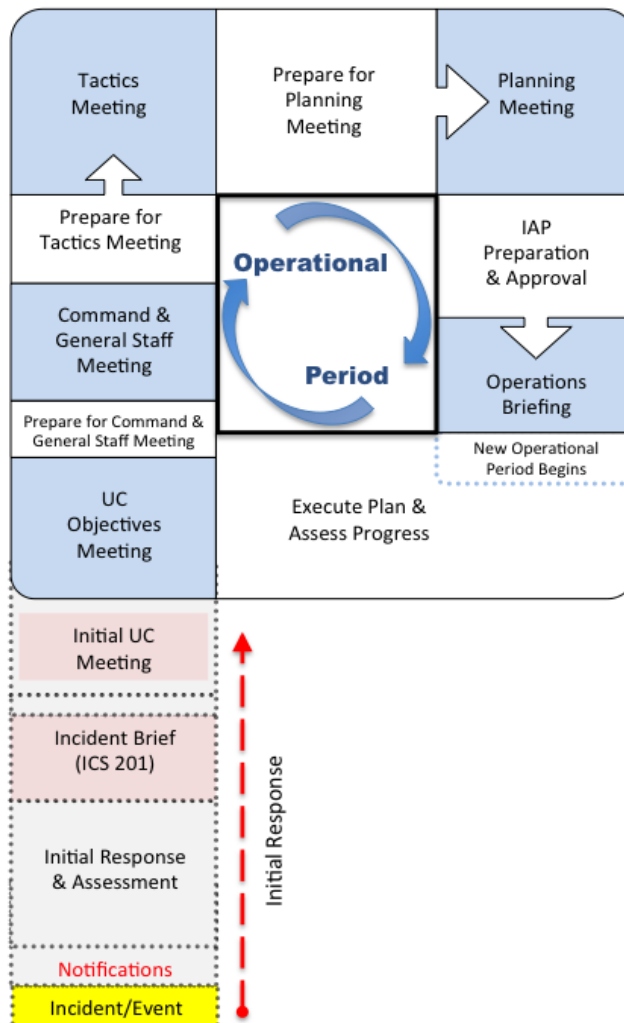 Tactics
Meeting
Prepare for
Planning
Meeting
Planning
Meeting
Prepare for
Tactics Meeting
Operational
Period
IAP
Preparation
& Approval
Command &
General Staff
Meeting
Operations
Briefing
Prepare for Command &
General Staff Meeting
New Operational
Period Begins
UC
Objectives
Meeting
Execute Plan &
Assess Progress
Initial UC
Meeting
Incident Brief
(ICS 201)
Initial Response
Initial Response
& Assessment
Notifications
Incident/Event